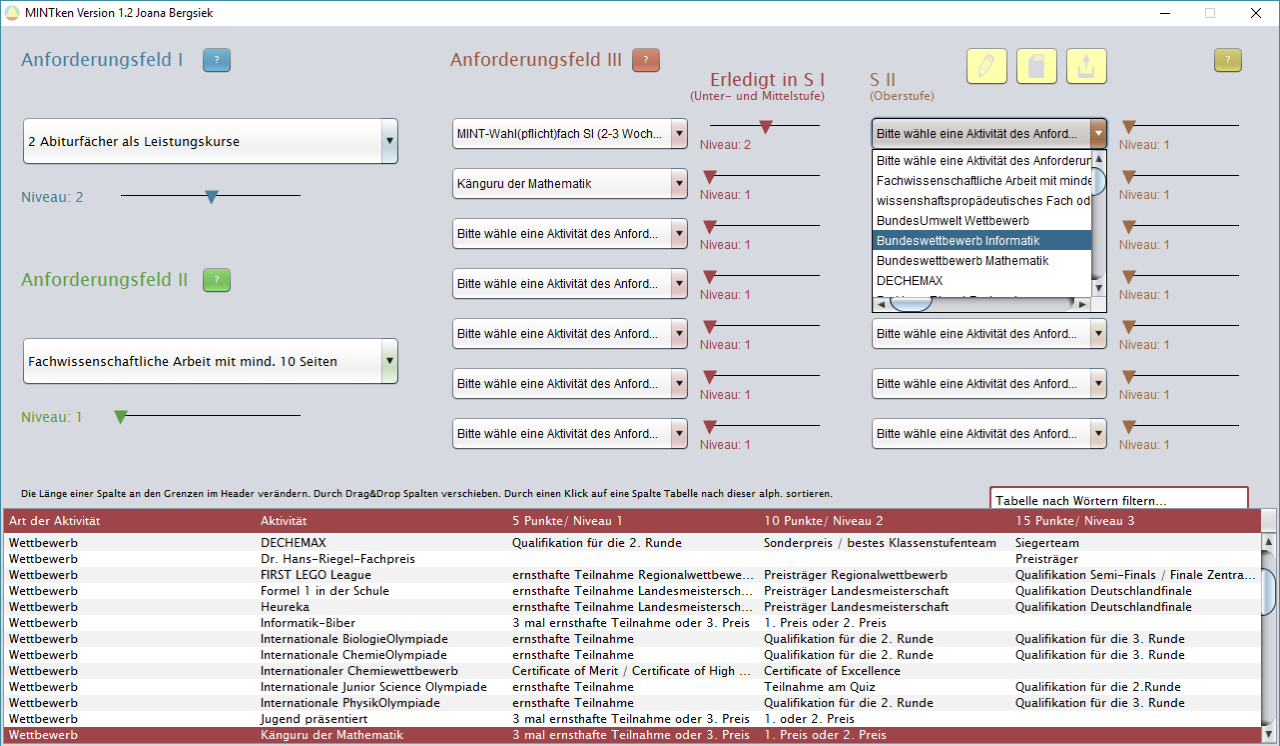 MINTken Version 1.2 Joana Bergsiek
Anforderungsfeld I ?
2 Abiturfächer als Leistungskurse
Niveau: 2
Anforderungsfeld II ?
Fachwissenschaftliche Arbeit mit mind. 10 Seiten
Niveau: 1
Anforderungsfeld III ?
Erledigt in S I
(Unter- und Mittelstufe)
S II
(Oberstufe)
?
MINT-Wahl(pflicht)fach SI (2-3 Woch...
Niveau: 2
Känguru der Mathematik
Niveau: 1
Bitte wähle eine Aktivität des Anford...
Niveau: 1
Bitte wähle eine Aktivität des Anford...
Niveau: 1
Bitte wähle eine Aktivität des Anford...
Niveau: 1
Bitte wähle eine Aktivität des Anford...
Niveau: 1
Bitte wähle eine Aktivität des Anford...
Niveau: 1
Bitte wähle eine Aktivität des Anford...
Niveau: 1
Bitte wähle eine Aktivität des Anforderun
Fachwissenschaftliche Arbeit mit minde
wissenshaftspropädeutisches Fach od
BundesUmwelt Wettbewerb
Bundeswettbewerb Informatik
Bundeswettbewerb Mathematik
DECHEMAX
Niveau: 1
Niveau: 1
Niveau: 1
Bitte wähle eine Aktivität des Anford...
Niveau: 1
Bitte wähle eine Aktivität des Anford...
Niveau: 1
Bitte wähle eine Aktivität des Anford...
Niveau: 1
Die Länge einer Spalte an den Grenzen im Header verändern. Durch Drag&Drop Spalten verschieben. Durch einen Klick auf eine Spalte Tabelle nach dieser alph. sortieren.
Tabelle nach Wörtern filtern...
Art der Aktivität Aktivität 5 Punkte/ Niveau 1 10 Punkte/ Niveau 2 15 Punkte/ Niveau 3
Wettbewerb DECHEMAX Qualifikation für die 2. Runde Sonderpreis / bestes Klassenstufenteam Siegerteam
Wettbewerb Dr. Hans-Riegel-Fachpreis Preisträger
Wettbewerb FIRST LEGO League ernsthafte Teilnahme Regionalwettbewe... Preisträger Regionalwettbewerb Qualifikation Semi-Finals / Finale Zentra...
Wettbewerb Formel 1 in der Schule ernsthafte Teilnahme Landesmeistersch... Preisträger Landesmeisterschaft Qualifikation Deutschlandfinale
Wettbewerb Heureka ernsthafte Teilnahme Landesmeistersch... Preisträger Landesmeisterschaft Qualifikation Deutschlandfinale
Wettbewerb Informatik-Biber 3 mal ernsthafte Teilnahme oder 3. Preis 1. Preis oder 2. Preis
Wettbewerb Internationale BiologieOlympiade ernsthafte Teilnahme Qualifikation für die 2. Runde Qualifikation für die 3. Runde
Wettbewerb Internationale ChemieOlympiade ernsthafte Teilnahme Qualifikation für die 2. Runde Qualifikation für die 3. Runde
Wettbewerb Internationaler Chemiewettbewerb Certificate of Merit / Certificate of High ... Certificate of Excellence
Wettbewerb Internationale Junior Science Olympiade ernsthafte Teilnahme Teilnahme am Quiz Qualifikation für die 2.Runde
Wettbewerb Internationale PhysikOlympiade ernsthafte Teilnahme Qualifikation für die 2. Runde Qualifikation für die 3. Runde
Wettbewerb Jugend präsentiert 3 mal ernsthafte Teilnahme oder 3. Preis 1. oder 2. Preis
Wettbewerb Känguru der Mathematik 3 mal ernsthafte Teilnahme oder 3. Preis 1. Preis oder 2. Preis